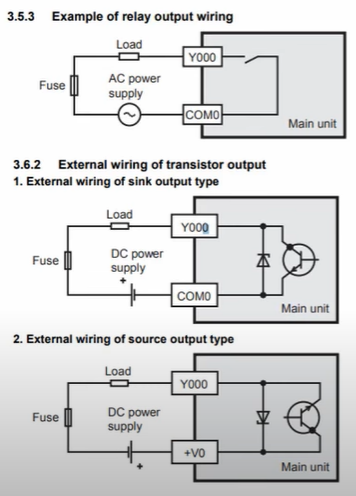 3.5.3 Example of relay output wiring
Load
Y000
Fuse
AC power
supply
COM0
Main unit
3.6.2 External wiring of transistor output
1. External wiring of sink output type
Load
Y000
Fuse
DC power
supply
+
COM0
Main unit
2. External wiring of source output type
Load
Y000
Fuse
DC power
supply
+V0
+
Main unit